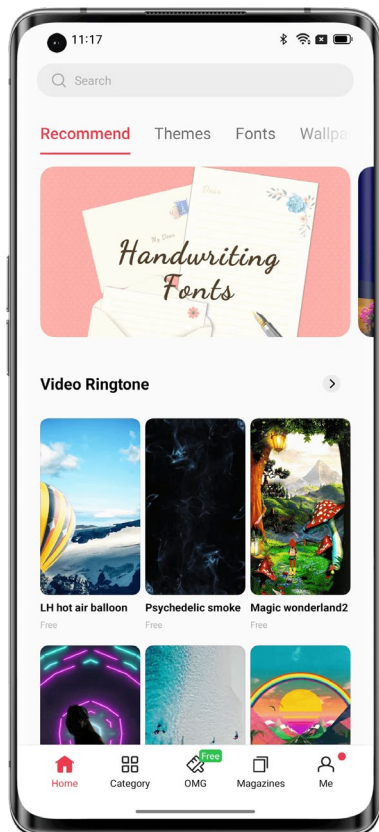 11:17
Search
Recommend Themes Fonts Wallpa
Dear
My Dear
Handwriting
Fonts
Video Ringtone
LH hot air balloon Psychedelic smoke Magic wonderland2
Free Free Free
Free
Home Category OMG Magazines Me